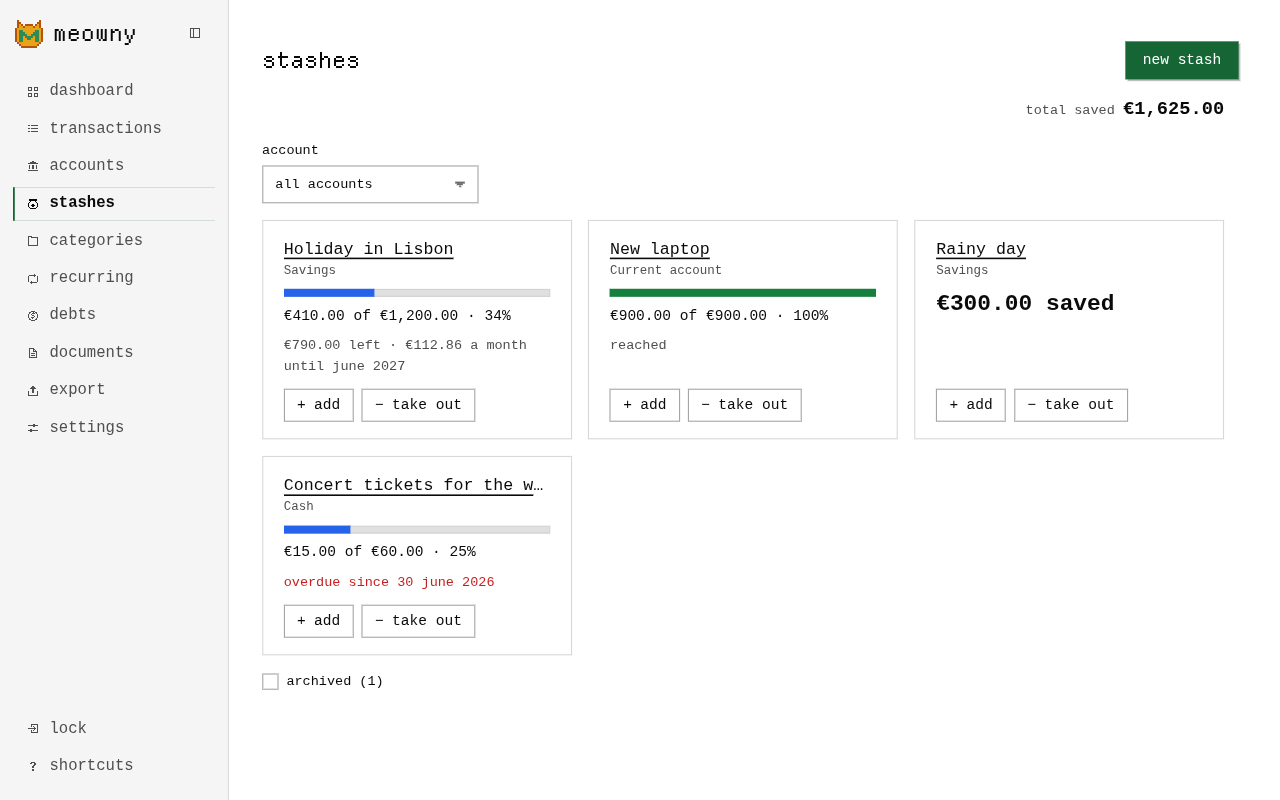 meowny
dashboard
transactions
accounts
stashes
categories
recurring
debts
documents
export
settings
lock
? shortcuts
stashes
new stash
total saved €1,625.00
account
all accounts
Holiday in Lisbon
Savings
€410.00 of €1,200.00 · 34%
€790.00 left · €112.86 a month
until june 2027
+ add
− take out
New laptop
Current account
€900.00 of €900.00 · 100%
reached
+ add
− take out
Rainy day
Savings
€300.00 saved
+ add
− take out
Concert tickets for the w…
Cash
€15.00 of €60.00 · 25%
overdue since 30 june 2026
+ add
− take out
archived (1)